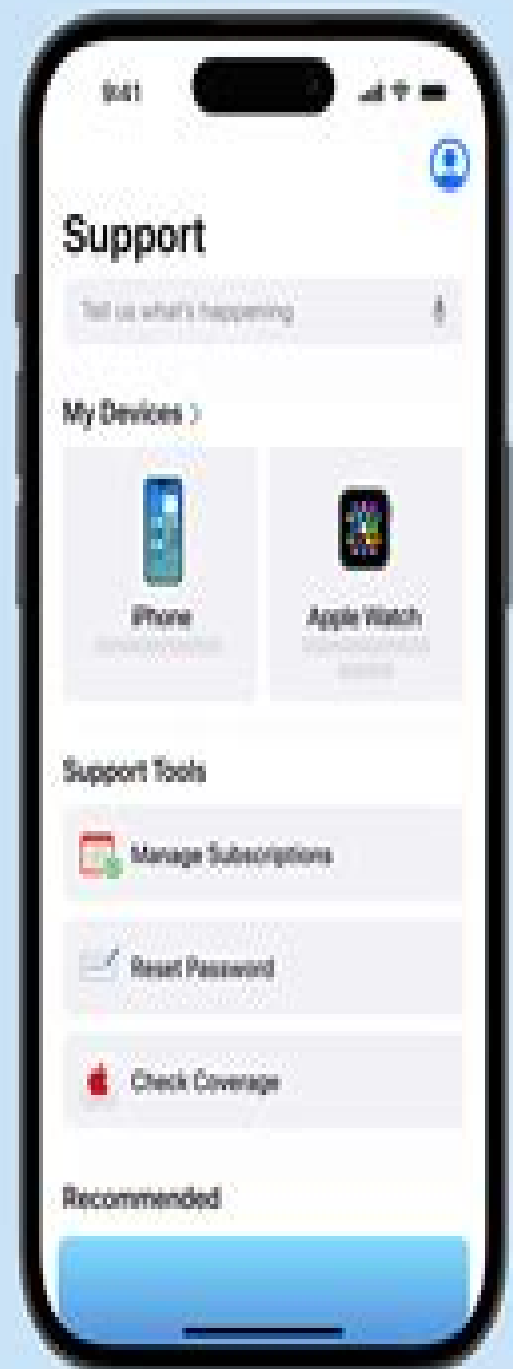 9:41
Support
Tell us what's happening
My Devices >
iPhone
Apple Watch
Support Tools
Manage Subscriptions
Reset Password
Check Coverage
Recommended